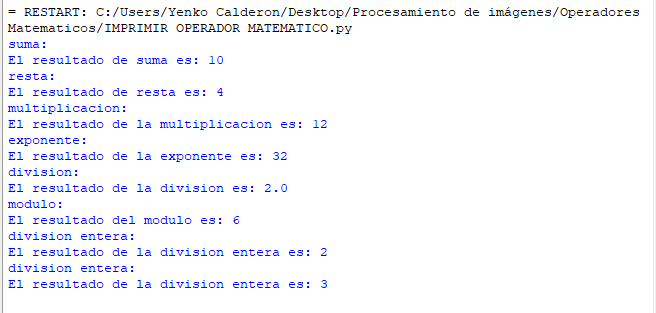 = RESTART: C:/Users/Yenko Calderon/Desktop/Procesamiento de imágenes/Operadores
Matematicos/IMPRIMIR OPERADOR MATEMATICO.py
suma:
El resultado de suma es: 10
resta:
El resultado de resta es: 4
multiplicacion:
El resultado de la multiplicacion es: 12
exponente:
El resultado de la exponente es: 32
division:
El resultado de la division es: 2.0
modulo:
El resultado del modulo es: 6
division entera:
El resultado de la division entera es: 2
division entera:
El resultado de la division entera es: 3